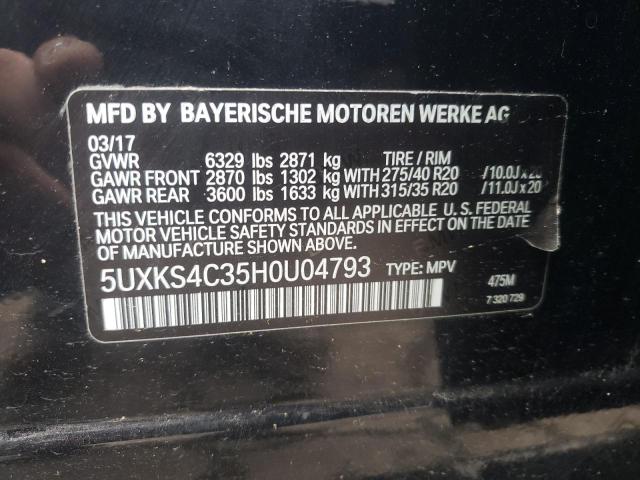 MFD BY BAYERISCHE MOTOREN WERKE AG
03/17
GVWR 6329 lbs 2871 kg TIRE / RIM
GAWR FRONT 2870 lbs 1302 kg WITH 275/40 R20 /10.0J x 20
GAWR REAR 3600 lbs 1633 kg WITH 315/35 R20 /11.0J x 20
THIS VEHICLE CONFORMS TO ALL APPLICABLE U.S. FEDERAL
MOTOR VEHICLE SAFETY STANDARDS IN EFFECT ON THE DATE
OF MANUFACTURE SHOWN ABOVE.
5UXKS4C35H0U04793 TYPE: MPV 475M
7 320 729